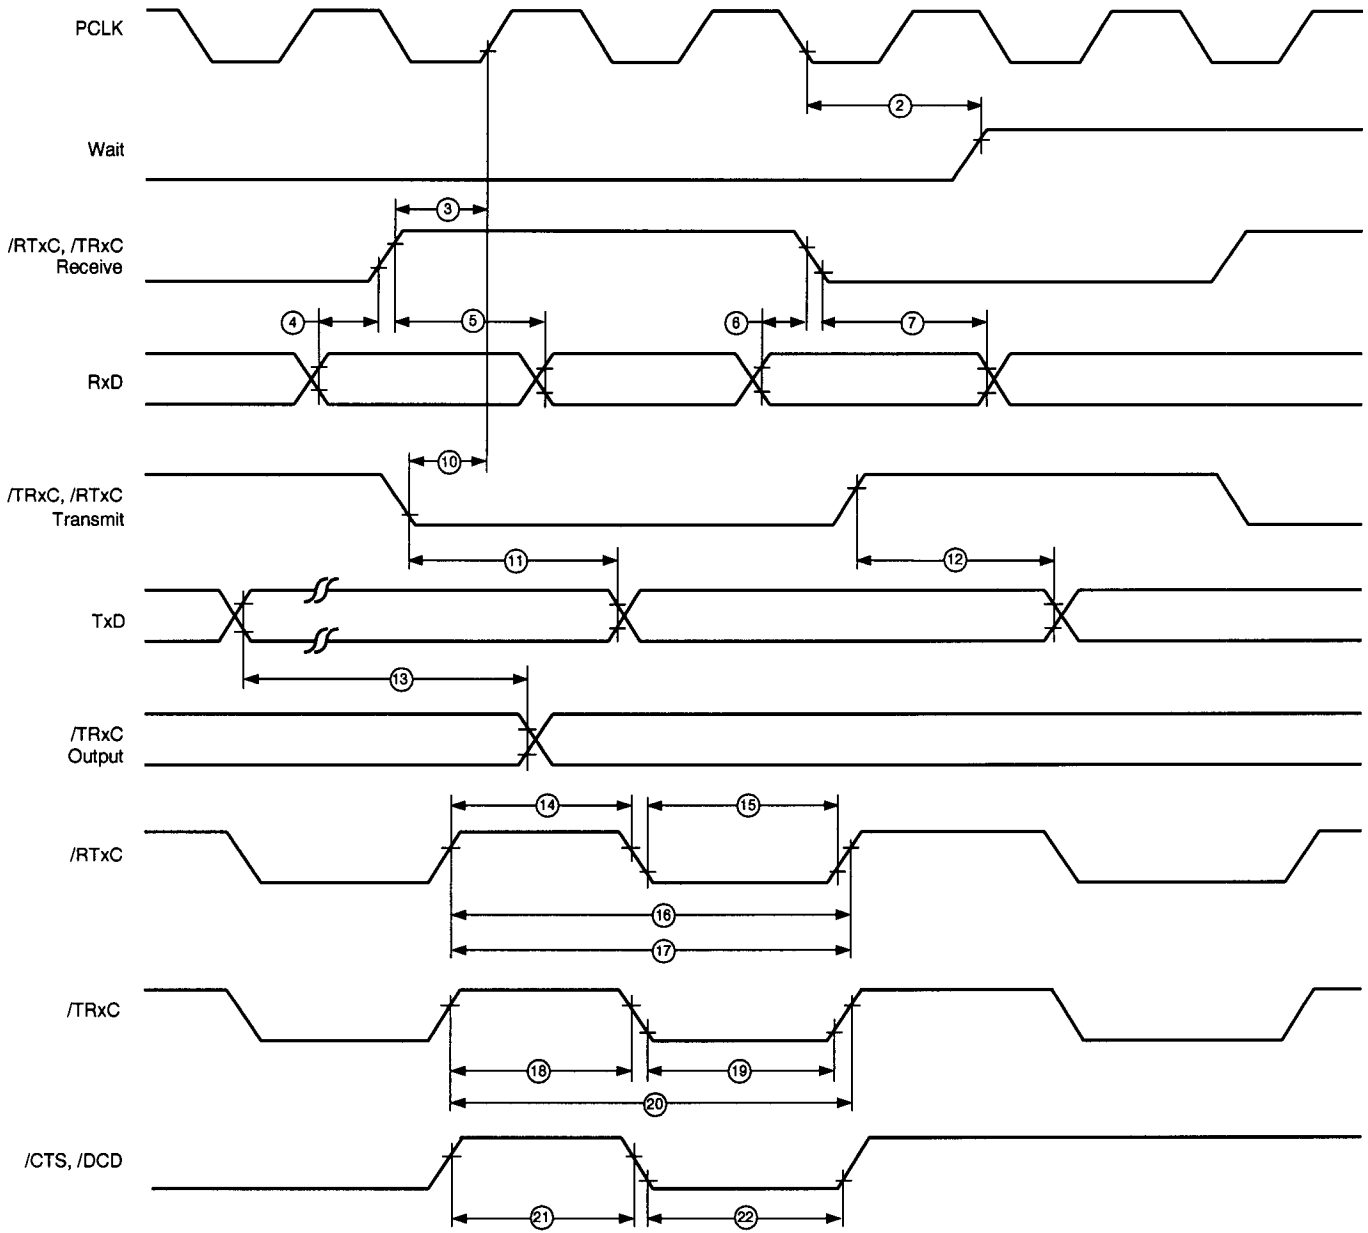 PCLK
2
Wait
3
/RTxC, /TRxC
Receive
4
5
6
7
RxD
10
/TRxC, /RTxC
Transmit
11
12
TxD
13
/TRxC
Output
14
15
/RTxC
16
17
/TRxC
18
19
20
/CTS, /DCD
21
22